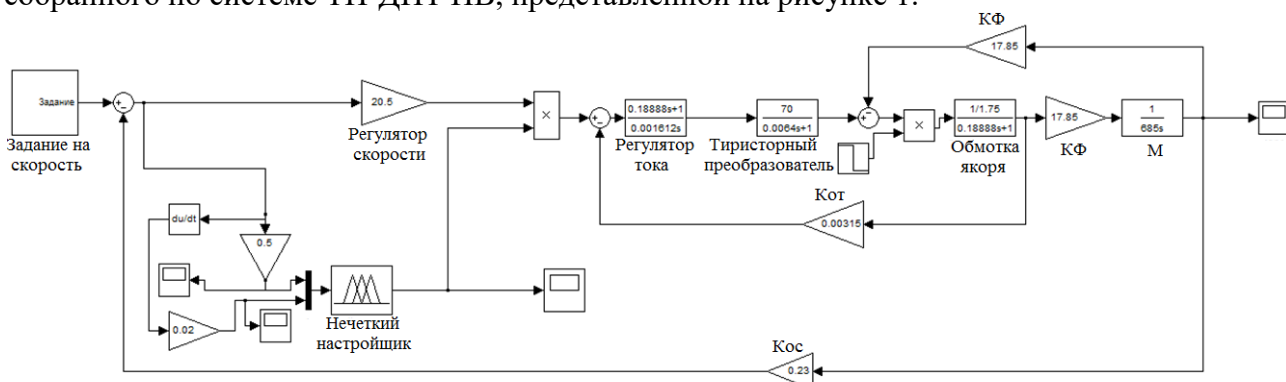 собранного по системе ТП-ДПТ НВ, представленной на рисунке 1.
КФ
17.85
Задание
Задание на
скорость
20.5
Регулятор
скорости
×
0.18888s+1
0.001612s
Регулятор
тока
70
0.0064s+1
Тиристорный
преобразователь
×
1/1.75
0.18888s+1
Обмотка
якоря
17.85
КФ
1
685s
М
Кот
0.00315
du/dt
0.5
0.02
Нечеткий
настройщик
Кос
0.23